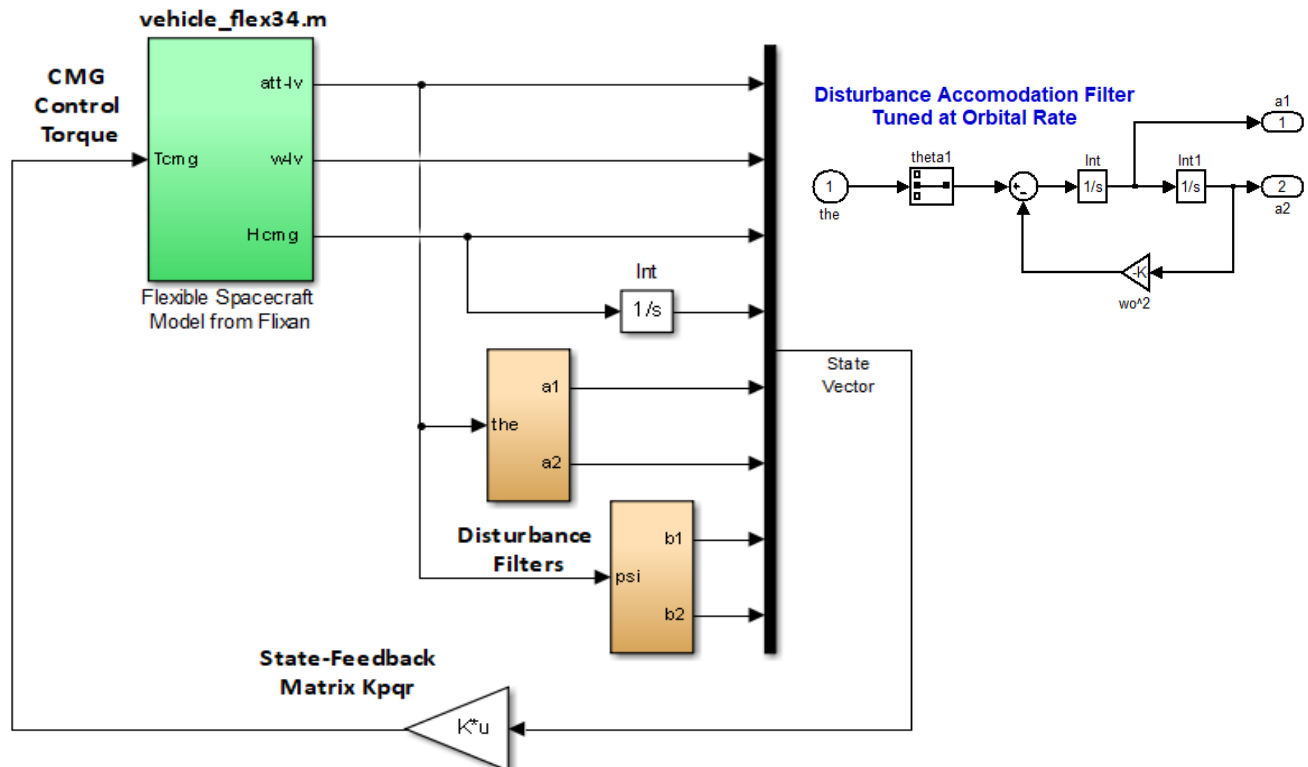 vehicle_flex34.m
CMG
Control
Torque
Tcmg
att-lv
w-lv
Hcmg
Flexible Spacecraft
Model from Flixan
Int
1/s
the
a1
a2
Disturbance
Filters
psi
b1
b2
State
Vector
State-Feedback
Matrix Kpqr
K*u
Disturbance Accomodation Filter
Tuned at Orbital Rate
1
the
theta1
+
-
Int
1/s
Int1
1/s
a1
1
2
a2
-K
wo^2